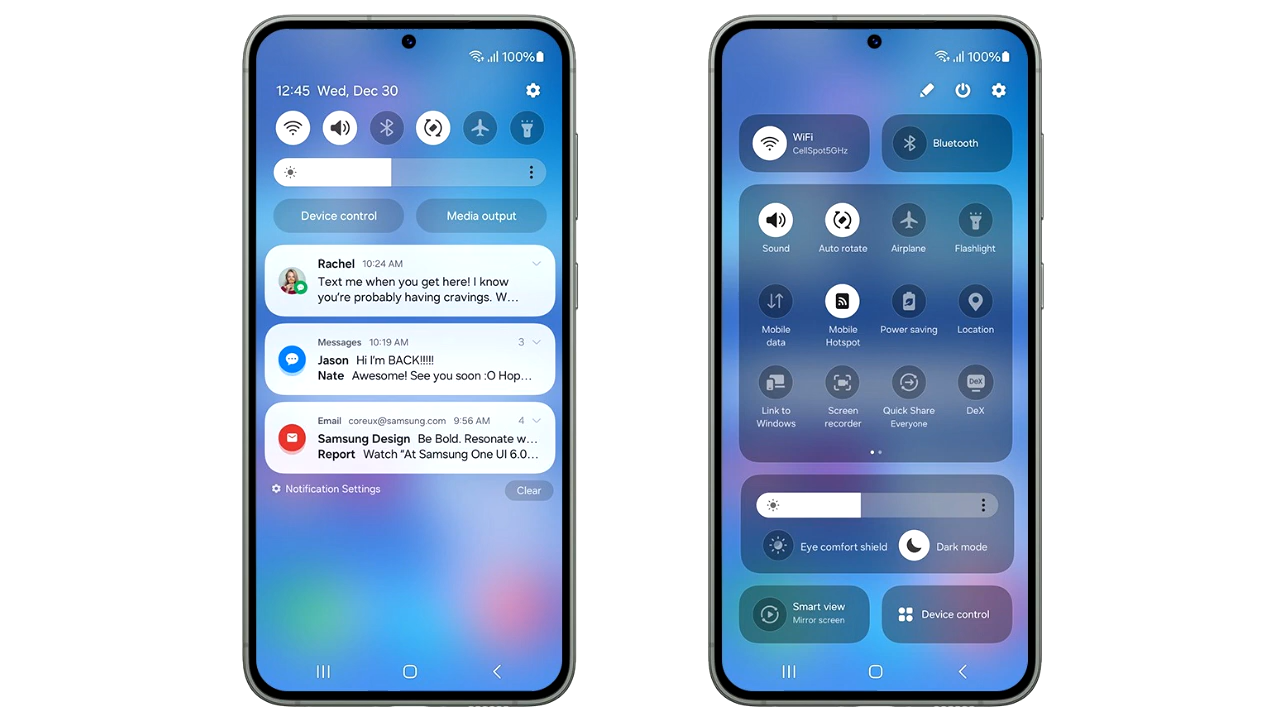 100%
12:45 Wed, Dec 30
Device control
Media output
Rachel 10:24 AM
Text me when you get here! I know
you're probably having cravings. W...
Messages 10:19 AM 3
Jason Hi I'm BACK!!!!!
Nate Awesome! See you soon :O Hop...
Email coreux@samsung.com 9:56 AM 4
Samsung Design Be Bold. Resonate w...
Report Watch "At Samsung One UI 6.0...
Notification Settings
Clear
100%
WiFi
CellSpot5GHz
Bluetooth
Sound
Auto rotate
Airplane
Flashlight
Mobile
data
Mobile
Hotspot
Power saving
Location
Link to
Windows
Screen
recorder
Quick Share
Everyone
DeX
DeX
Eye comfort shield
Dark mode
Smart view
Mirror screen
Device control